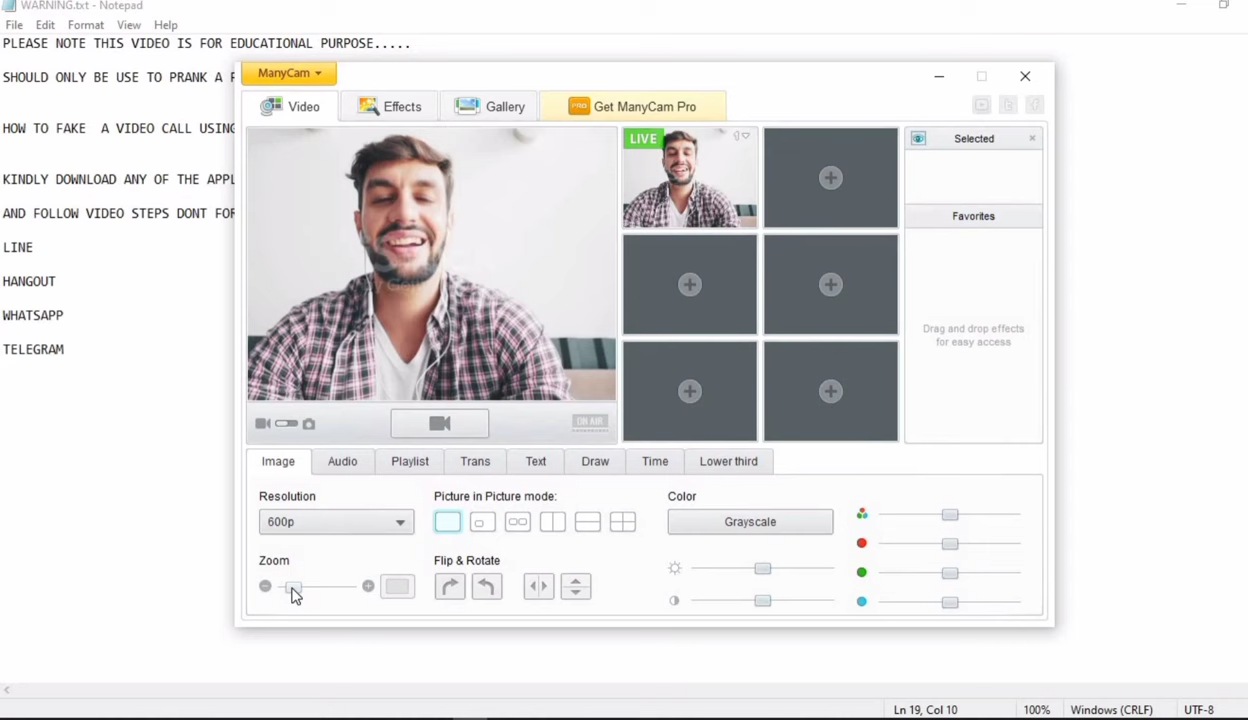 WARNING.txt - Notepad
File Edit Format View Help
PLEASE NOTE THIS VIDEO IS FOR EDUCATIONAL PURPOSE.....
SHOULD ONLY BE USE TO PRANK A
HOW TO FAKE A VIDEO CALL USING
KINDLY DOWNLOAD ANY OF THE APPL
AND FOLLOW VIDEO STEPS DONT FOR
LINE
HANGOUT
WHATSAPP
TELEGRAM
ManyCam
Video Effects Gallery PRO Get ManyCam Pro
LIVE
Selected
Favorites
Drag and drop effects
for easy access
ON AIR
Image Audio Playlist Trans Text Draw Time Lower third
Resolution Picture in Picture mode: Color
600p Grayscale
Zoom Flip & Rotate
Ln 19, Col 10 100% Windows (CRLF) UTF-8